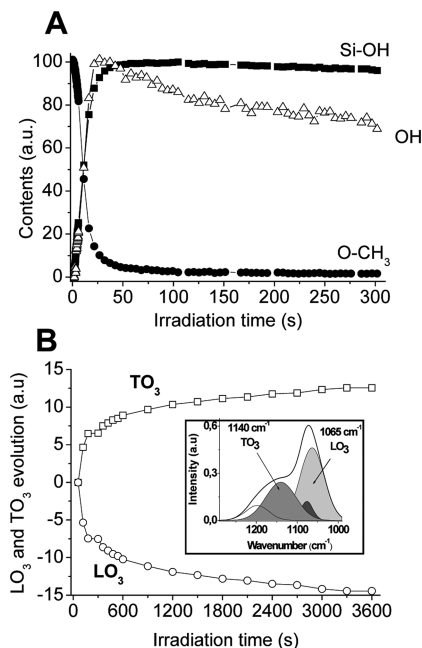 A
Contents (a.u.)
100
80
60
40
20
0
Si-OH
OH
O-CH₃
0 50 100 150 200 250 300
Irradiation time (s)
B
LO₃ and TO₃ evolution (a.u)
15
10
5
0
-5
-10
-15
TO₃
LO₃
0,6
0,3
0,0
Intensity (a.u)
1140 cm⁻¹
TO₃
1065 cm⁻¹
LO₃
1200 1100 1000
Wavenumber (cm⁻¹)
0 600 1200 1800 2400 3000 3600
Irradiation time (s)